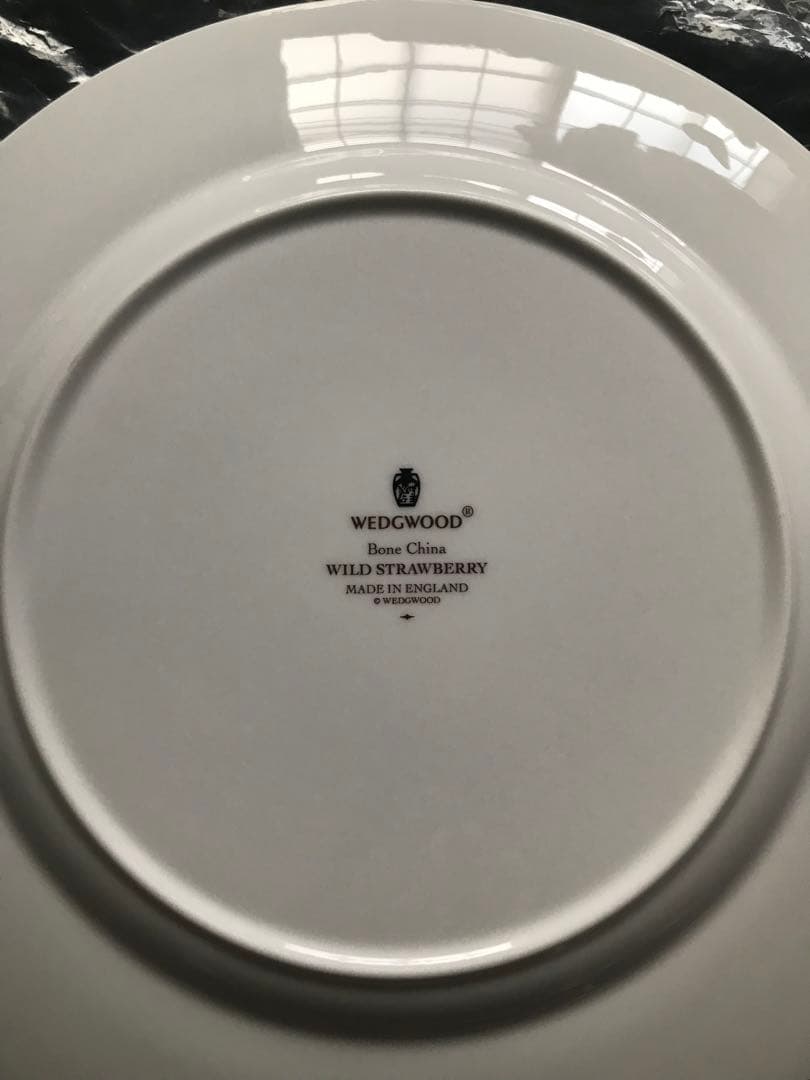 WEDGWOOD®
Bone China
WILD STRAWBERRY
MADE IN ENGLAND
© WEDGWOOD